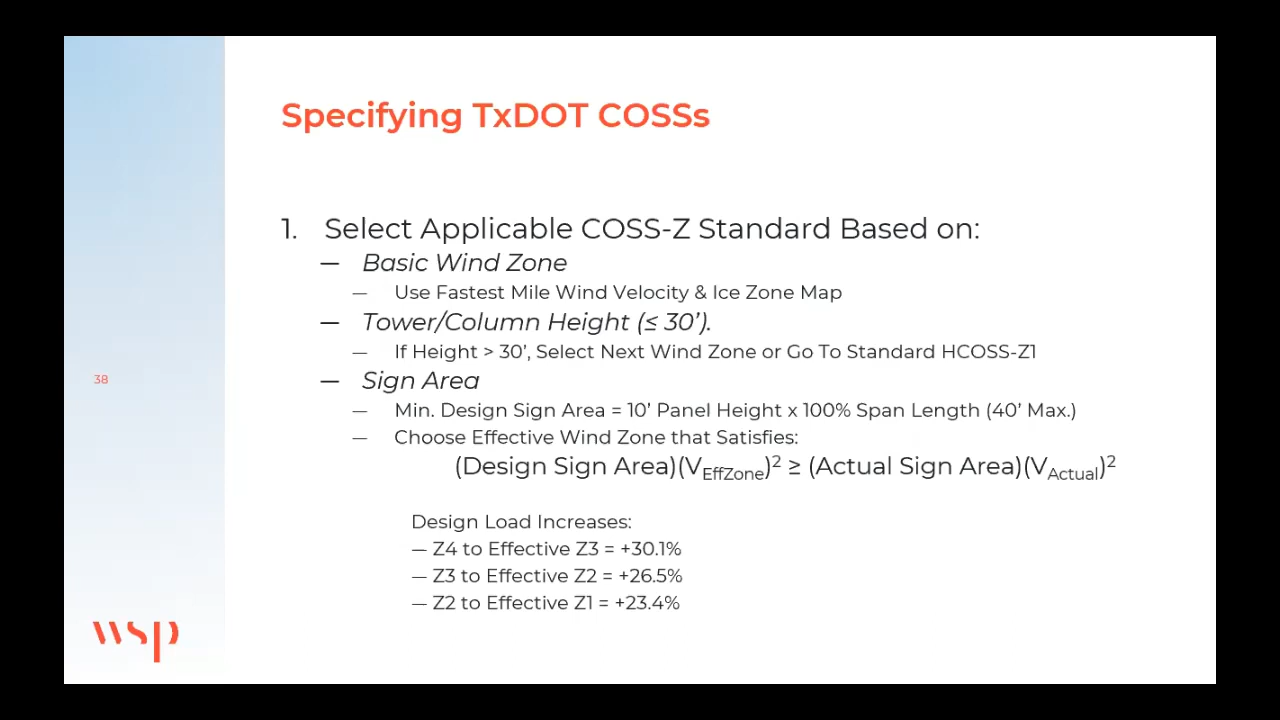 Specifying TxDOT COSSs
1. Select Applicable COSS-Z Standard Based on:
— Basic Wind Zone
— Use Fastest Mile Wind Velocity & Ice Zone Map
— Tower/Column Height (≤ 30’).
— If Height > 30’, Select Next Wind Zone or Go To Standard HCOSS-Z1
— Sign Area
— Min. Design Sign Area = 10’ Panel Height x 100% Span Length (40’ Max.)
— Choose Effective Wind Zone that Satisfies:
(Design Sign Area)(V_EffZone)² ≥ (Actual Sign Area)(V_Actual)²
Design Load Increases:
— Z4 to Effective Z3 = +30.1%
— Z3 to Effective Z2 = +26.5%
— Z2 to Effective Z1 = +23.4%
38
wsp